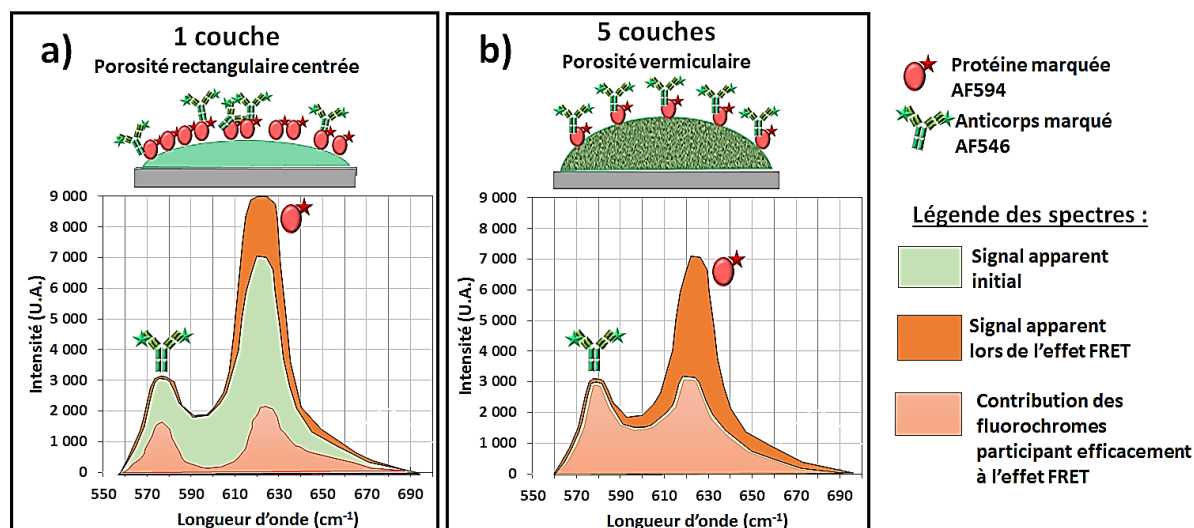 a)
1 couche
Porosité rectangulaire centrée
9 000
8 000
7 000
6 000
5 000
4 000
3 000
2 000
1 000
0
Intensité (U.A.)
550 570 590 610 630 650 670 690
Longueur d'onde (cm⁻¹)
b)
5 couches
Porosité vermiculaire
9 000
8 000
7 000
6 000
5 000
4 000
3 000
2 000
1 000
0
Intensité (U.A.)
550 570 590 610 630 650 670 690
Longueur d'onde (cm⁻¹)
Protéine marquée
AF594
Anticorps marqué
AF546
Légende des spectres :
Signal apparent
initial
Signal apparent
lors de l'effet FRET
Contribution des
fluorochromes
participant efficacement
à l'effet FRET